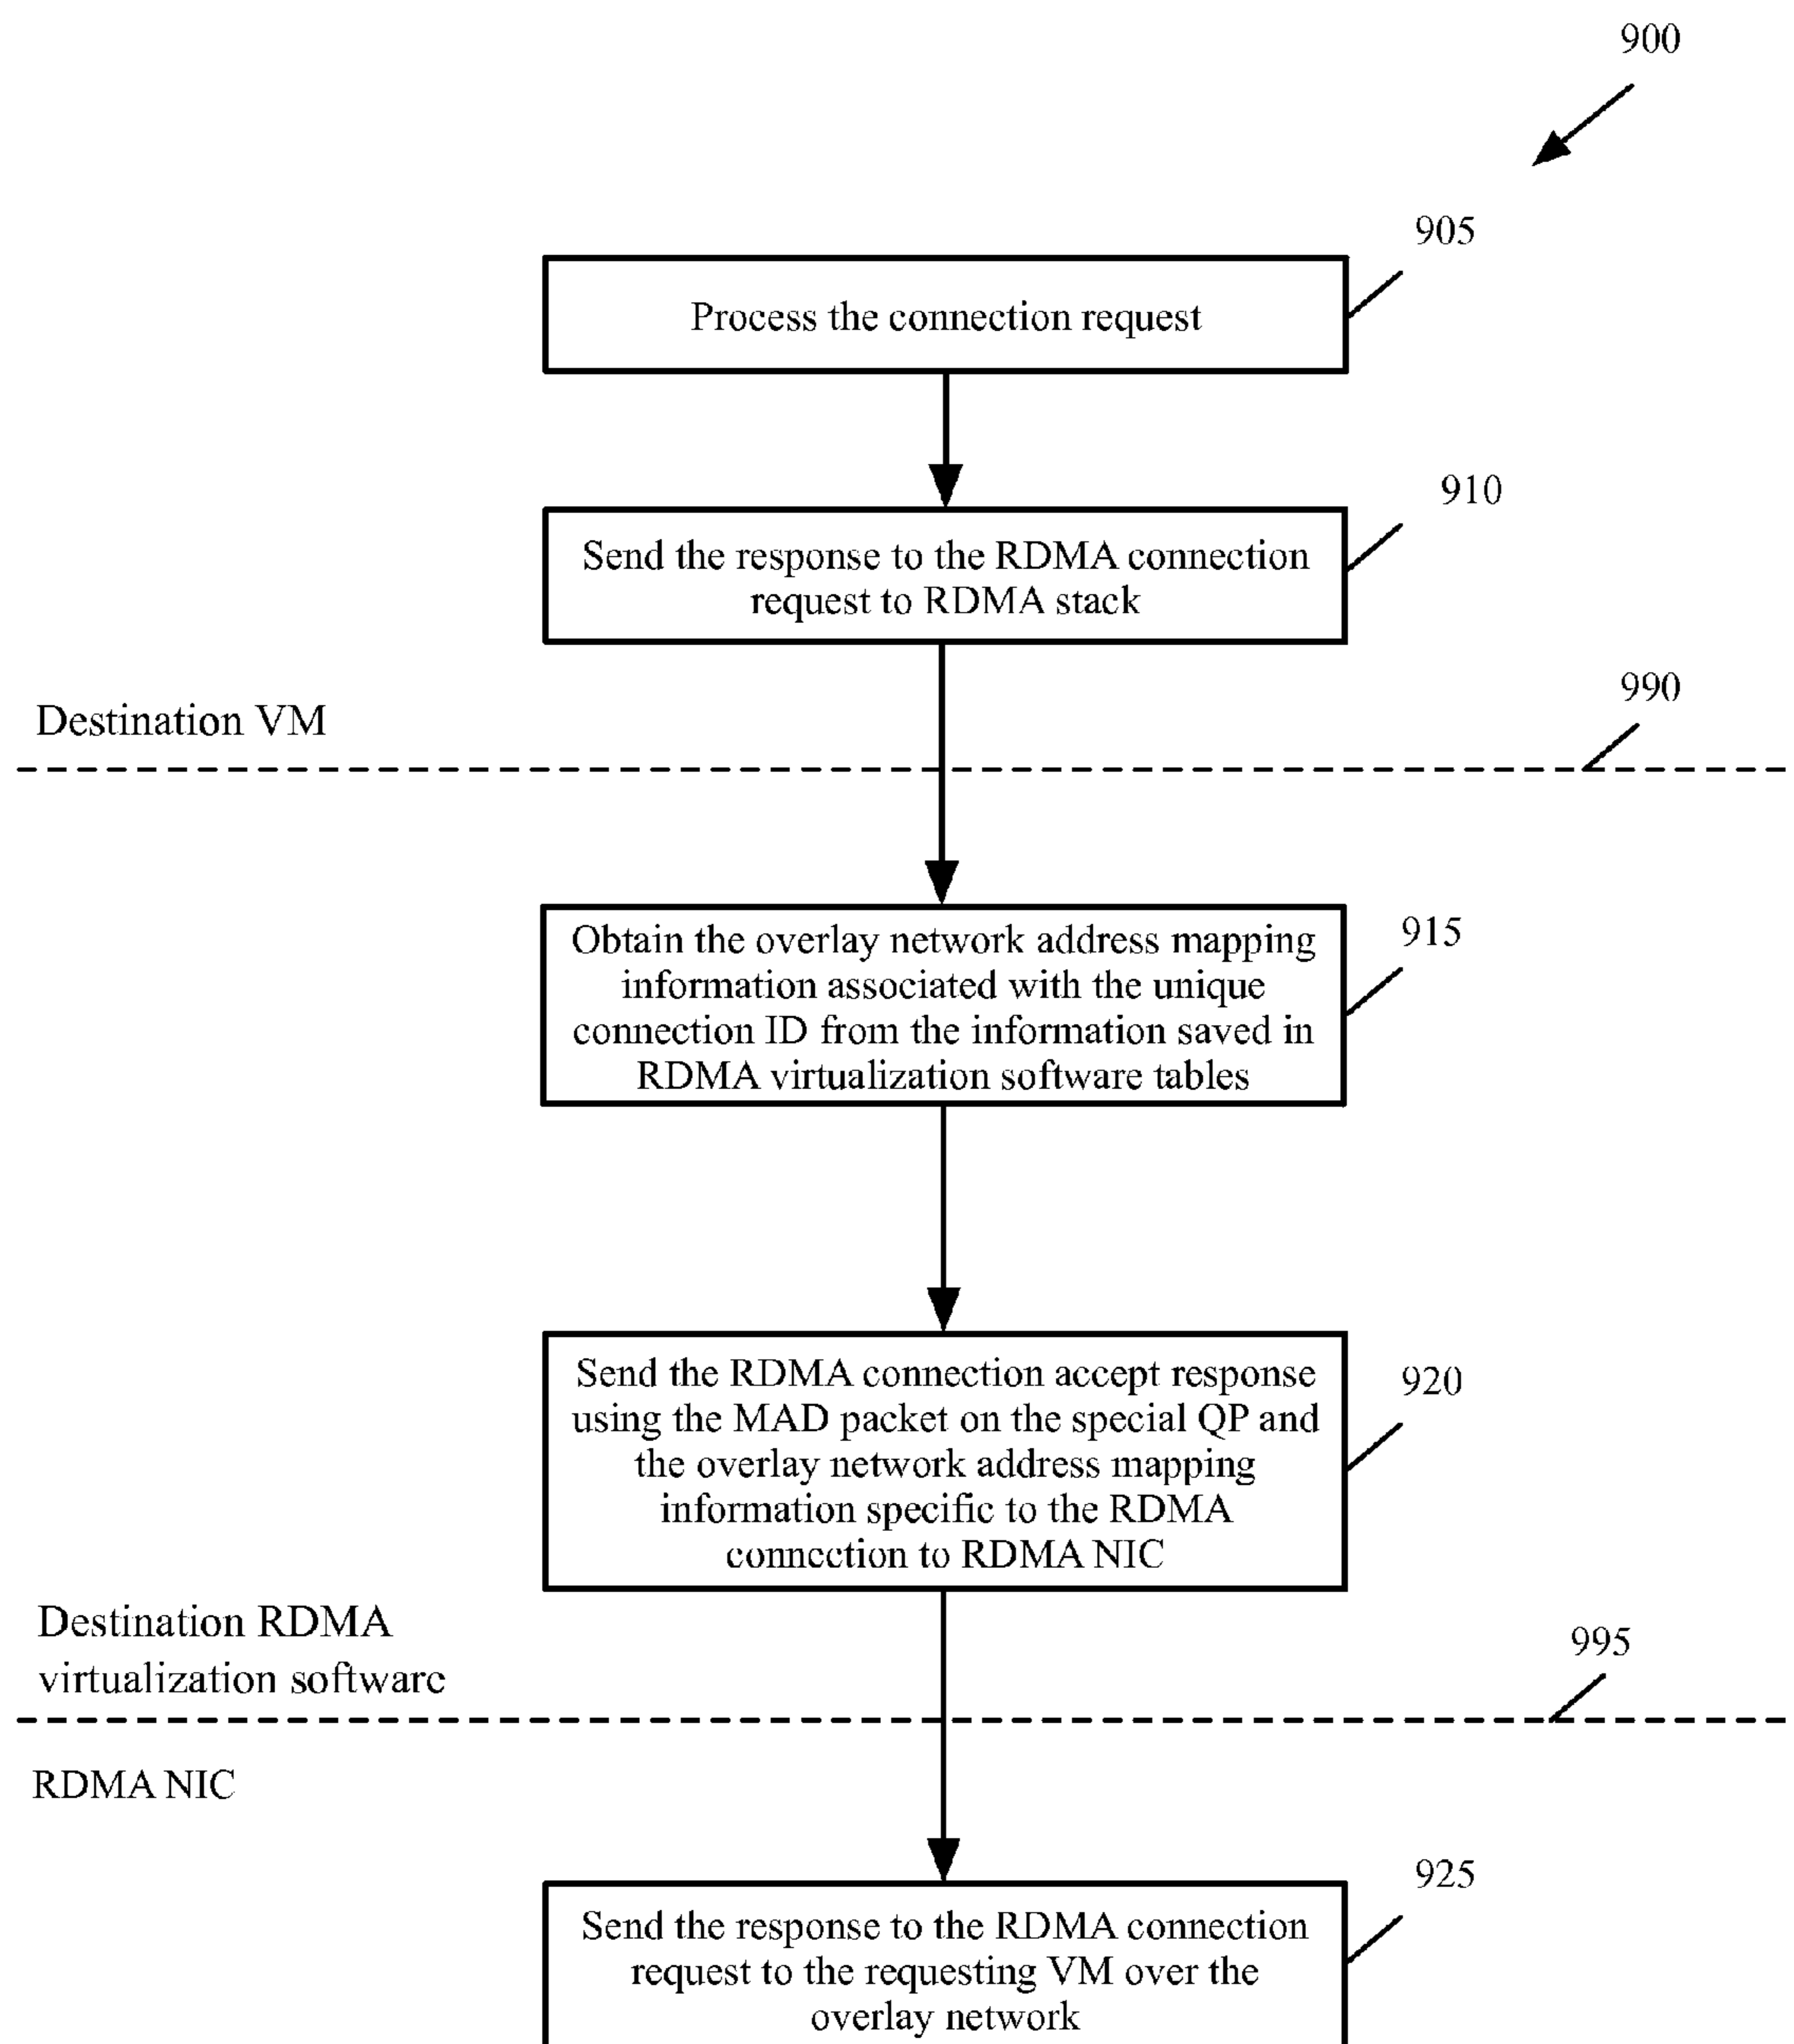 900
905
Process the connection request
910
Send the response to the RDMA connection
request to RDMA stack
990
Destination VM
915
Obtain the overlay network address mapping
information associated with the unique
connection ID from the information saved in
RDMA virtualization software tables
920
Send the RDMA connection accept response
using the MAD packet on the special QP and
the overlay network address mapping
information specific to the RDMA
connection to RDMA NIC
Destination RDMA
virtualization software
995
RDMA NIC
925
Send the response to the RDMA connection
request to the requesting VM over the
overlay network